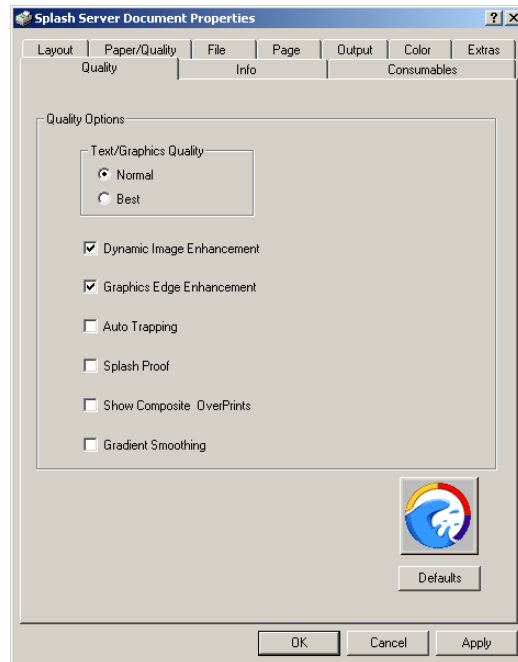 Splash Server Document Properties
Layout Paper/Quality File Page Output Color Extras
Quality Info Consumables
Quality Options
Text/Graphics Quality
Normal
Best
Dynamic Image Enhancement
Graphics Edge Enhancement
Auto Trapping
Splash Proof
Show Composite OverPrints
Gradient Smoothing
Defaults
OK Cancel Apply